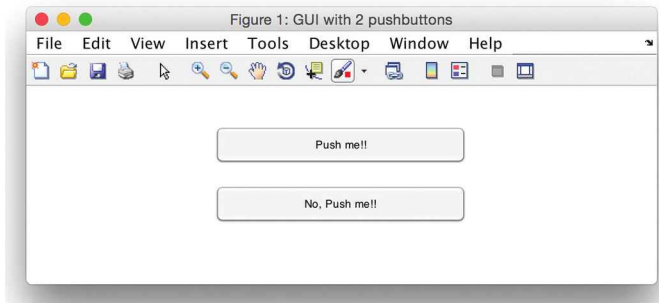 Figure 1: GUI with 2 pushbuttons
File Edit View Insert Tools Desktop Window Help
Push me!!
No, Push me!!